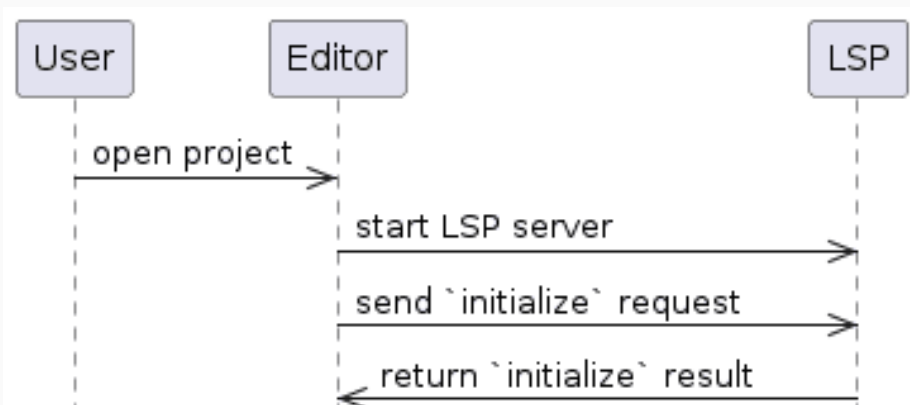 User Editor LSP
open project
start LSP server
send `initialize` request
return `initialize` result